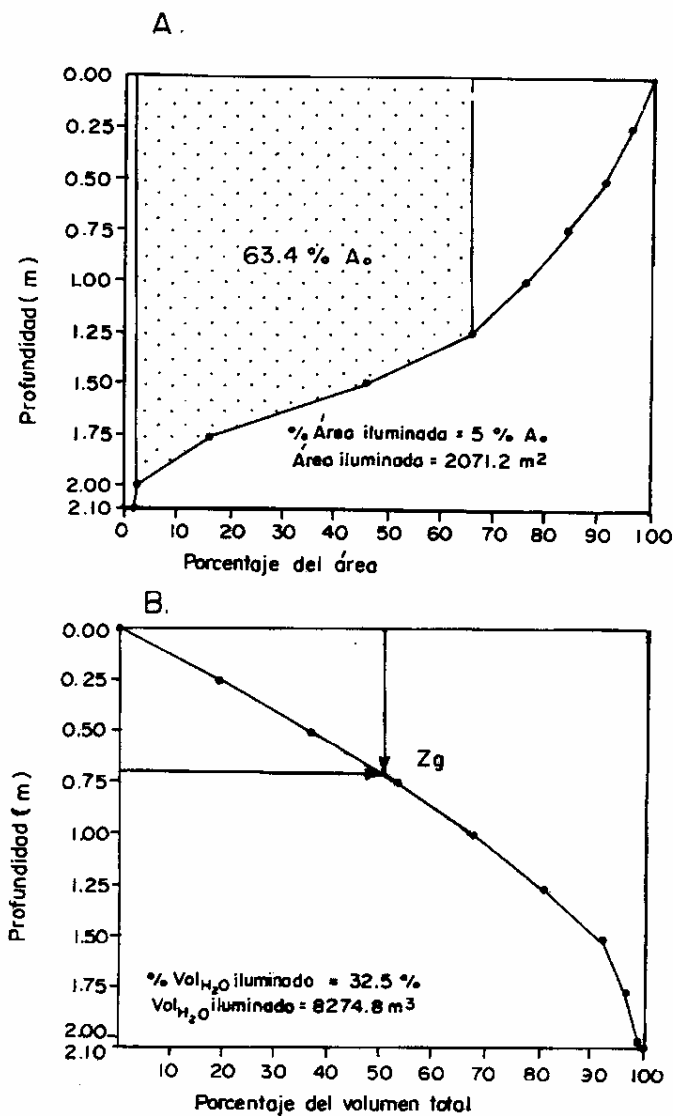 A.
0.00
0.25
0.50
0.75
1.00
1.25
1.50
1.75
2.00
2.10
Profundidad (m)
63.4 % A₀
% Área iluminada = 5 % A₀
Área iluminada = 2071.2 m²
0 10 20 30 40 50 60 70 80 90 100
Porcentaje del área
B.
0.00
0.25
0.50
0.75
1.00
1.25
1.50
1.75
2.00
2.10
Profundidad (m)
Zg
% Vol H₂O iluminado = 32.5 %
Vol H₂O iluminado = 8274.8 m³
10 20 30 40 50 60 70 80 90 100
Porcentaje del volumen total